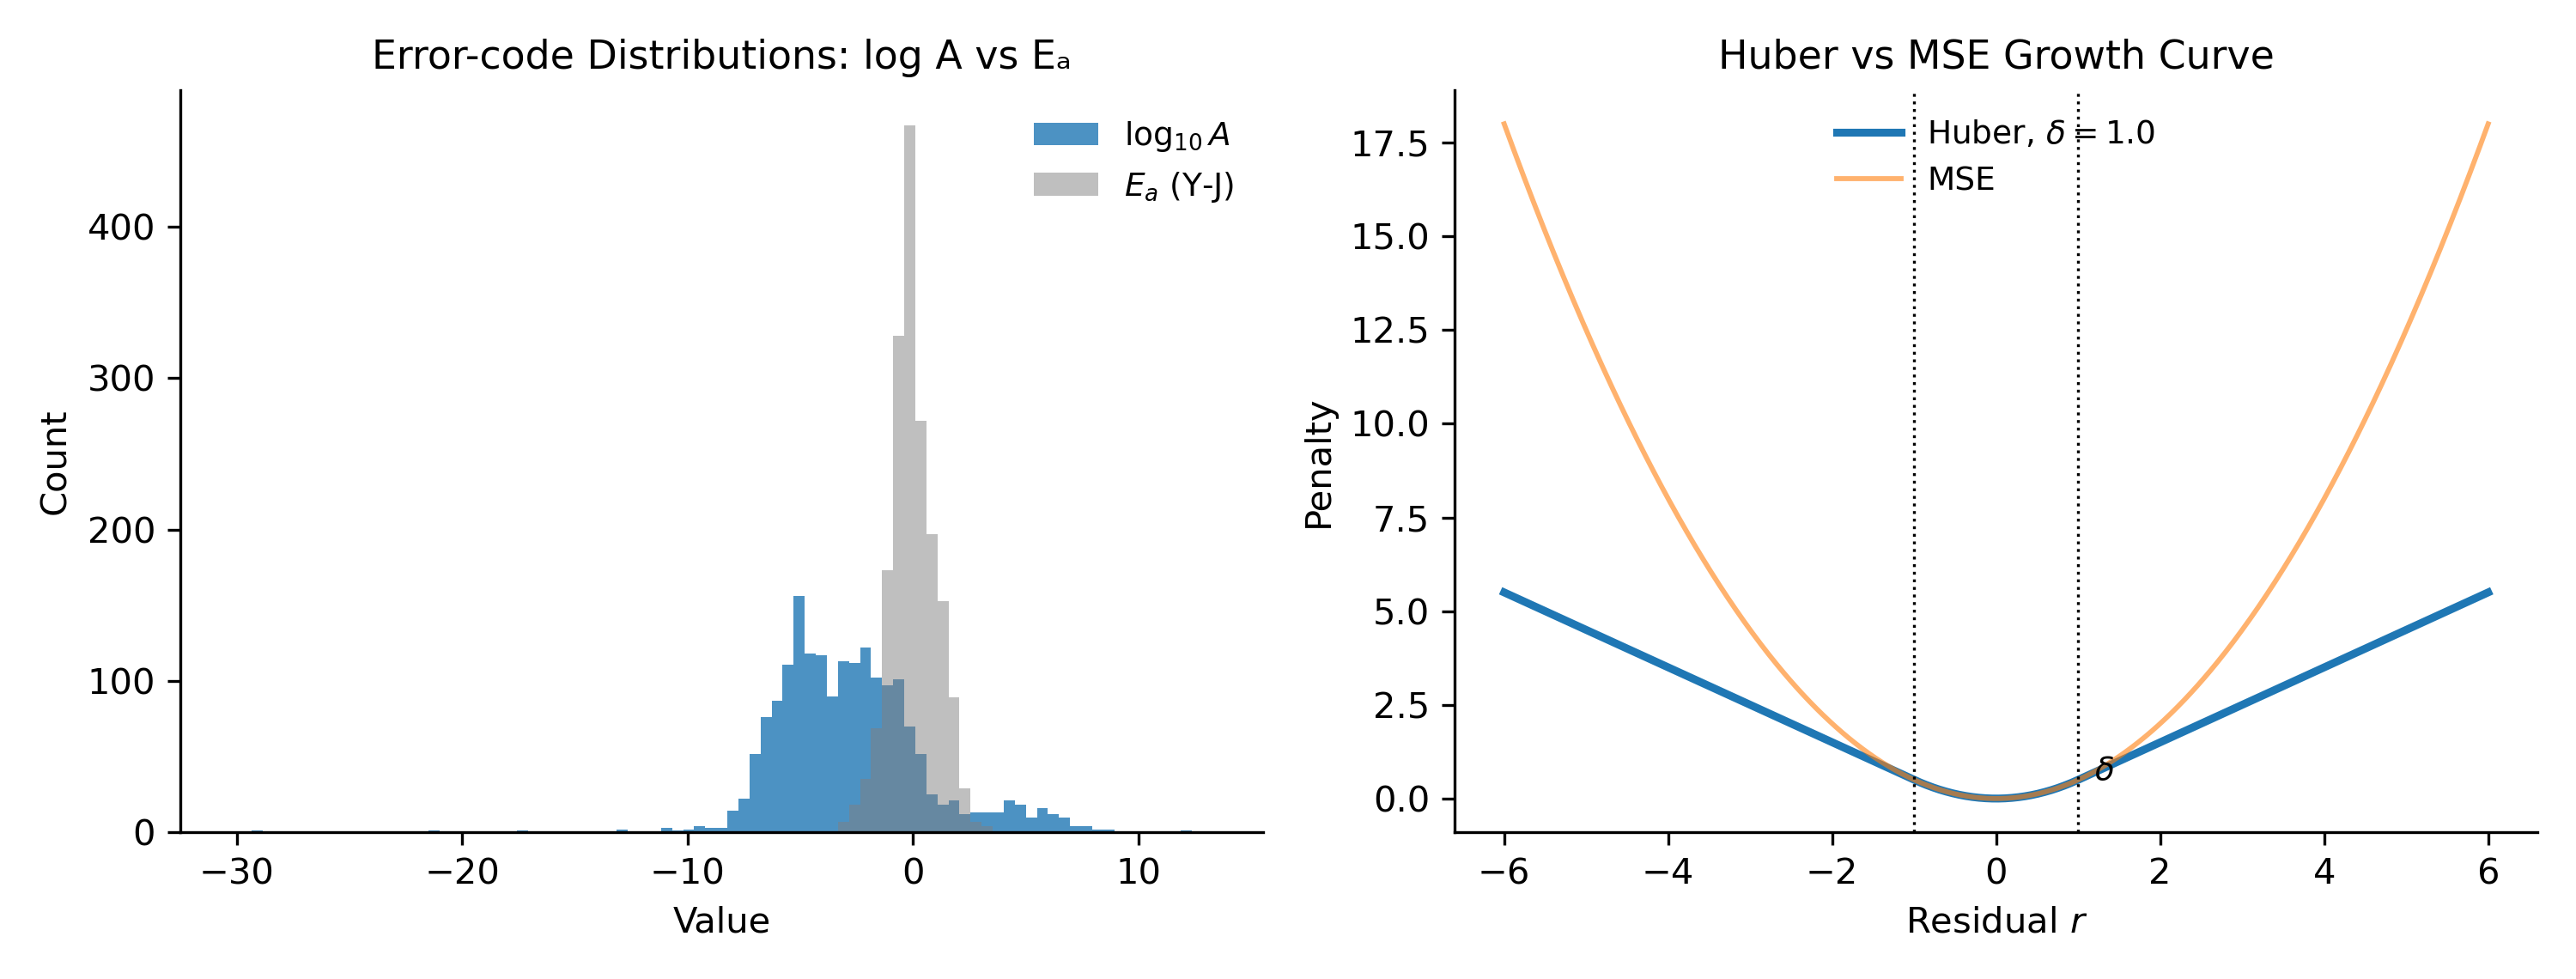 Error-code Distributions: log A vs Eₐ
log₁₀ A
Eₐ (Y-J)
Count
400
300
200
100
0
−30 −20 −10 0 10
Value
Huber vs MSE Growth Curve
Huber, δ = 1.0
MSE
Penalty
17.5
15.0
12.5
10.0
7.5
5.0
2.5
0.0
δ
−6 −4 −2 0 2 4 6
Residual r